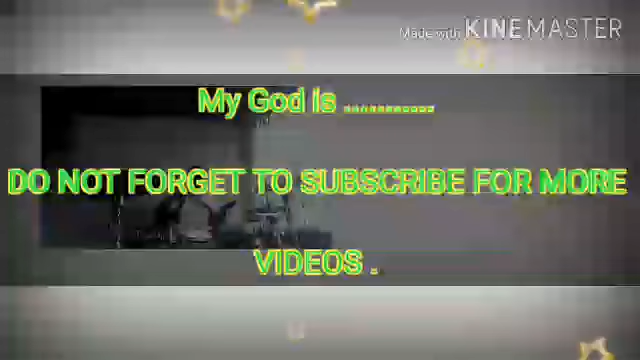 Made with KINEMASTER
My God is ...........
DO NOT FORGET TO SUBSCRIBE FOR MORE
VIDEOS .